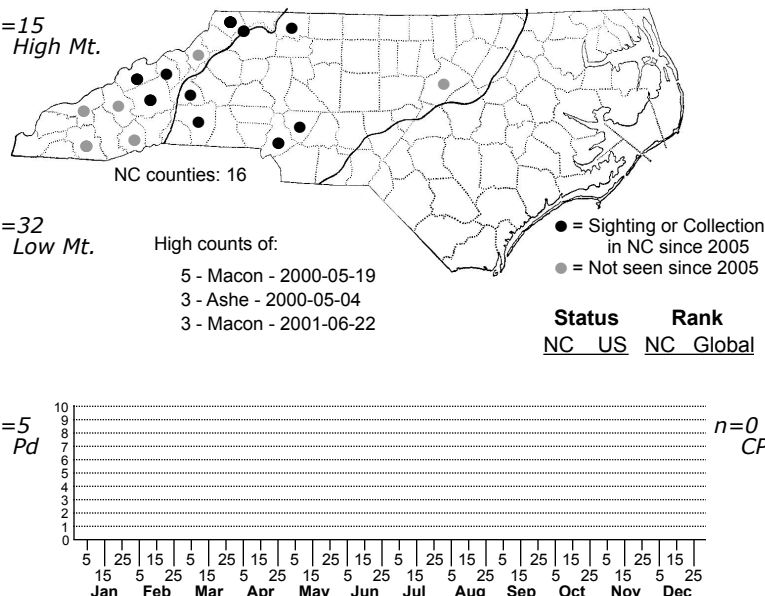 =15
High Mt.
NC counties: 16
=32
Low Mt.
High counts of:
5 - Macon - 2000-05-19
3 - Ashe - 2000-05-04
3 - Macon - 2001-06-22
= Sighting or Collection
in NC since 2005
= Not seen since 2005
Status Rank
NC US NC Global
=5
Pd
n=0
CP
10
9
8
7
6
5
4
3
2
1
0
5 25 15 5 25 15 5 25 15 5 25 15 5 25 15 5 25 15
15 5 25 15 5 25 15 5 25 15 5 25 15 5 25 15 5 25
Jan Feb Mar Apr May Jun Jul Aug Sep Oct Nov Dec